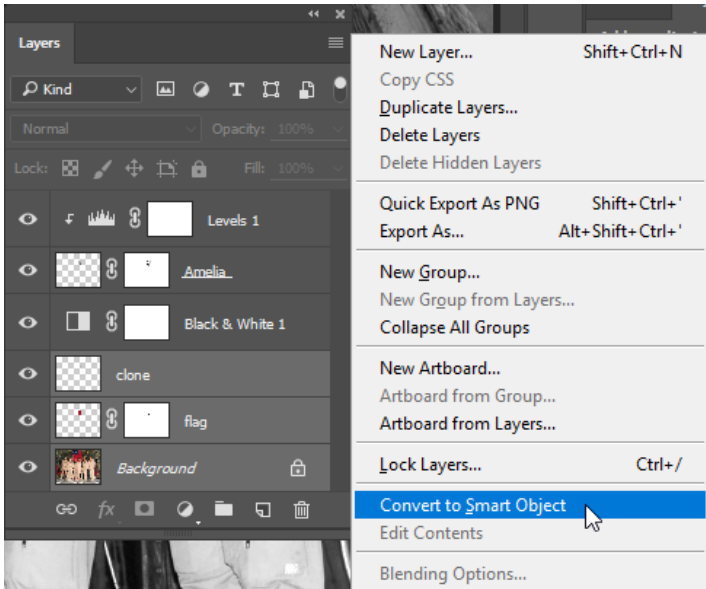 Layers
Kind
T
Normal
Opacity: 100%
Lock:
Fill: 100%
Levels 1
Amelia
Black & White 1
clone
flag
Background
fx
New Layer... Shift+Ctrl+N
Copy CSS
Duplicate Layers...
Delete Layers
Delete Hidden Layers
Quick Export As PNG Shift+Ctrl+'
Export As... Alt+Shift+Ctrl+'
New Group...
New Group from Layers...
Collapse All Groups
New Artboard...
Artboard from Group...
Artboard from Layers...
Lock Layers... Ctrl+/
Convert to Smart Object
Edit Contents
Blending Options...